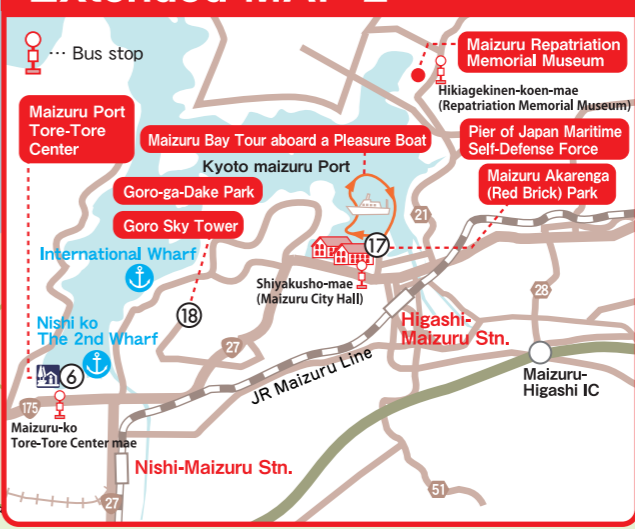 Extended MAP 2
… Bus stop
Maizuru Repatriation
Memorial Museum
Hikiagekinen-koen-mae
(Repatriation Memorial Museum)
Maizuru Port
Tore-Tore
Center
Maizuru Bay Tour aboard a Pleasure Boat
Pier of Japan Maritime
Self-Defense Force
Kyoto maizuru Port
Maizuru Akarenga
(Red Brick) Park
Goro-ga-Dake Park
Goro Sky Tower
21
International Wharf
17
Shiyakusho-mae
(Maizuru City Hall)
28
18
Nishi ko
The 2nd Wharf
Higashi-
Maizuru Stn.
27
JR Maizuru Line
Maizuru-
Higashi IC
6
175
Maizuru-ko
Tore-Tore Center mae
Nishi-Maizuru Stn.
51
27